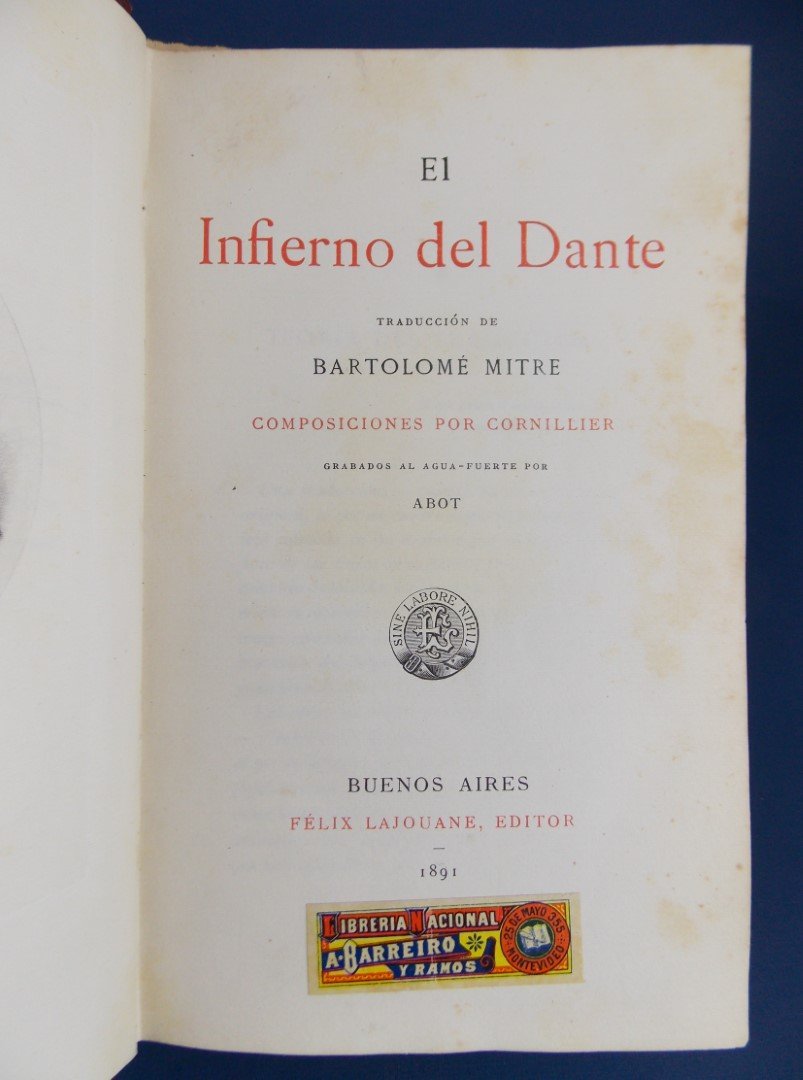 El
Infierno del Dante
TRADUCCIÓN DE
BARTOLOMÉ MITRE
COMPOSICIONES POR CORNILLIER
GRABADOS AL AGUA-FUERTE POR
ABOT
SINE LABORE NIHIL
FL
BUENOS AIRES
FÉLIX LAJOUANE, EDITOR
—
1891
LIBRERIA NACIONAL
A. BARREIRO
Y RAMOS
25 DE MAYO 355
MONTEVIDEO